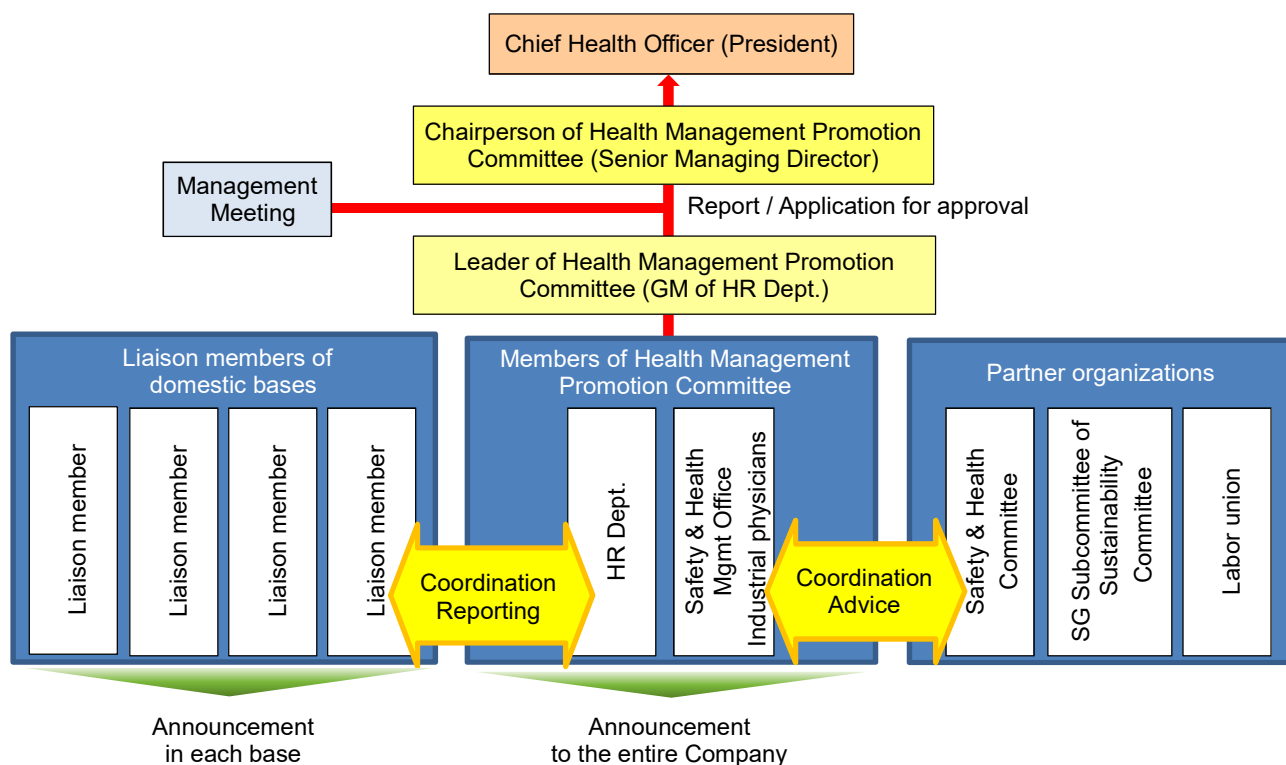 Chief Health Officer (President)
Chairperson of Health Management Promotion
Committee (Senior Managing Director)
Management
Meeting
Report / Application for approval
Leader of Health Management Promotion
Committee (GM of HR Dept.)
Liaison members of
domestic bases
Liaison member
Liaison member
Liaison member
Liaison member
Coordination
Reporting
Members of Health Management
Promotion Committee
HR Dept.
Safety & Health
Mgmt Office
Industrial physicians
Coordination
Advice
Partner organizations
Safety & Health
Committee
SG Subcommittee of
Sustainability
Committee
Labor union
Announcement
in each base
Announcement
to the entire Company